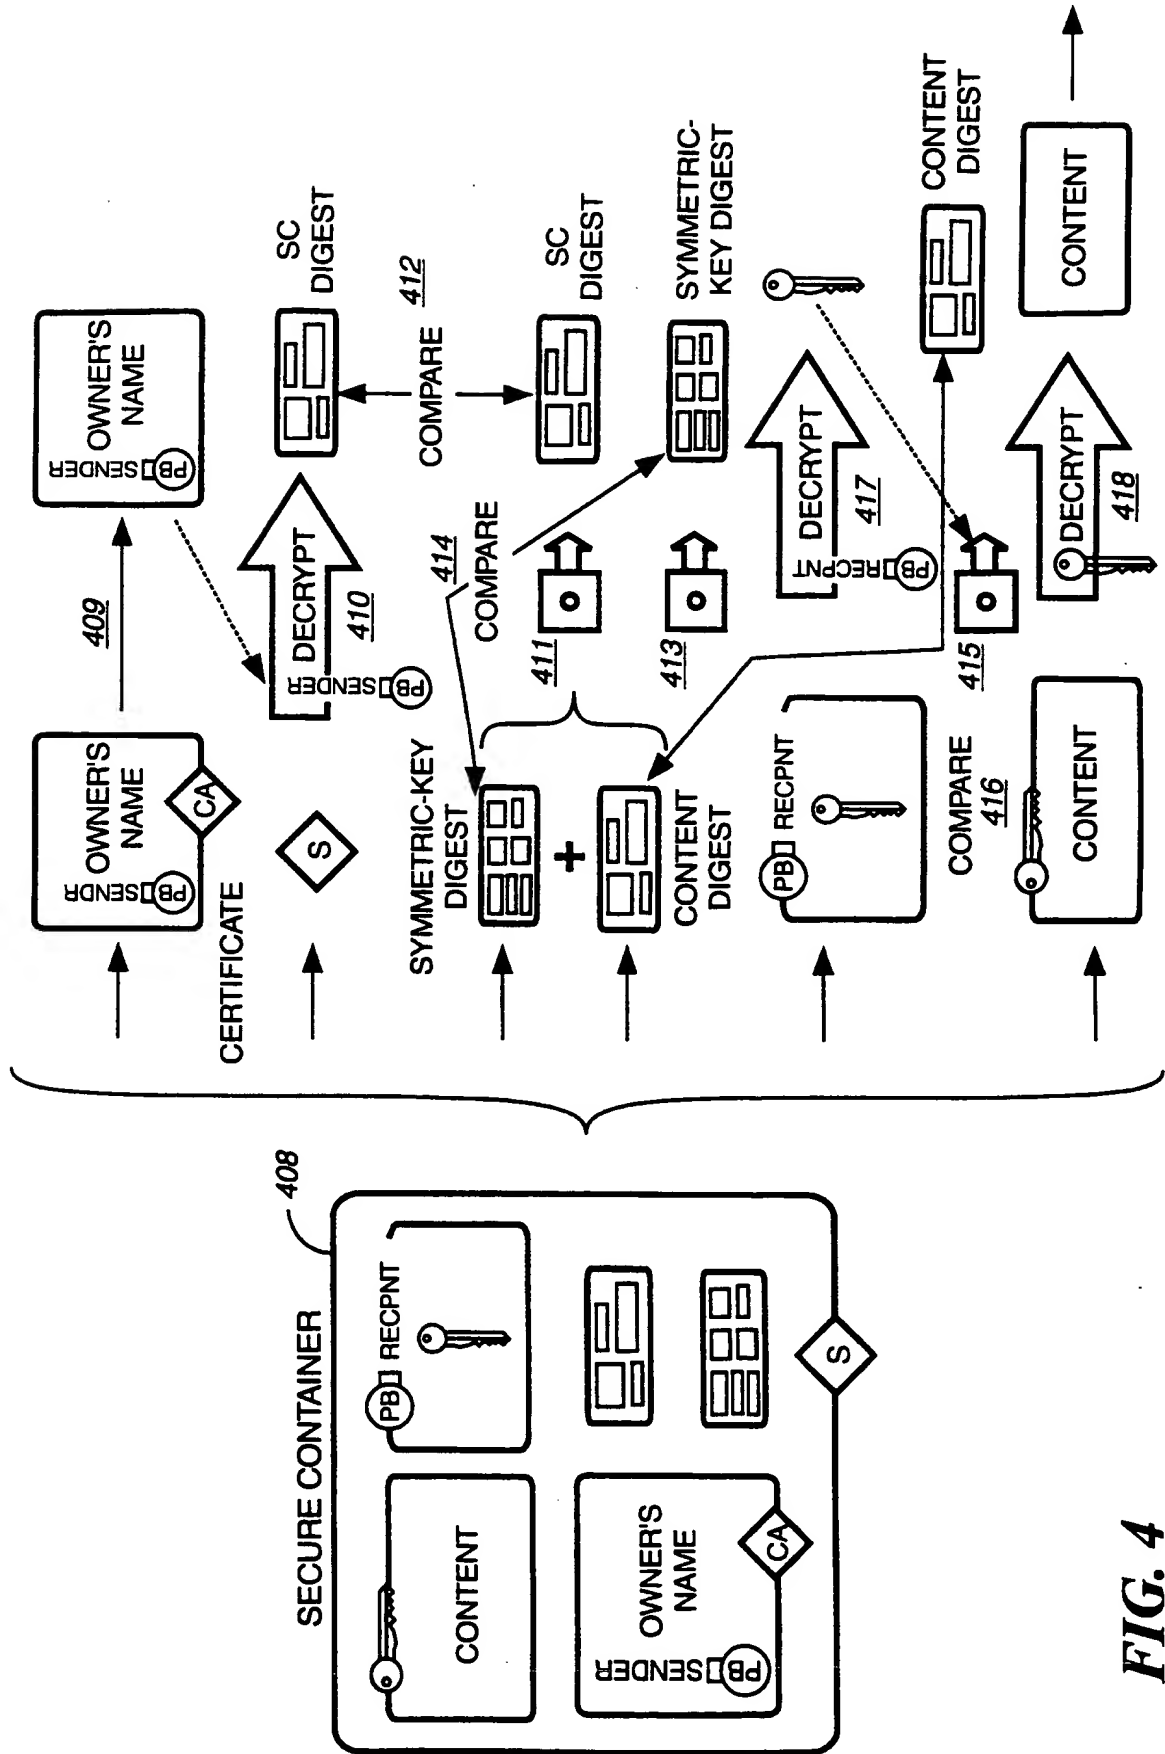 SECURE CONTAINER
408
CONTENT
PB RECPNT
OWNER'S
NAME
PB SENDER
CA
S
OWNER'S
NAME
PB SENDR
CA
CERTIFICATE
409
OWNER'S
NAME
PB SENDER
S
DECRYPT
410
PB SENDER
SC
DIGEST
COMPARE
412
SYMMETRIC-KEY
DIGEST
+
CONTENT
DIGEST
414
COMPARE
411
SC
DIGEST
413
SYMMETRIC-
KEY DIGEST
PB RECPNT
DECRYPT
417
PB RECPNT
COMPARE
416
415
CONTENT
DIGEST
CONTENT
DECRYPT
418
CONTENT
FIG. 4